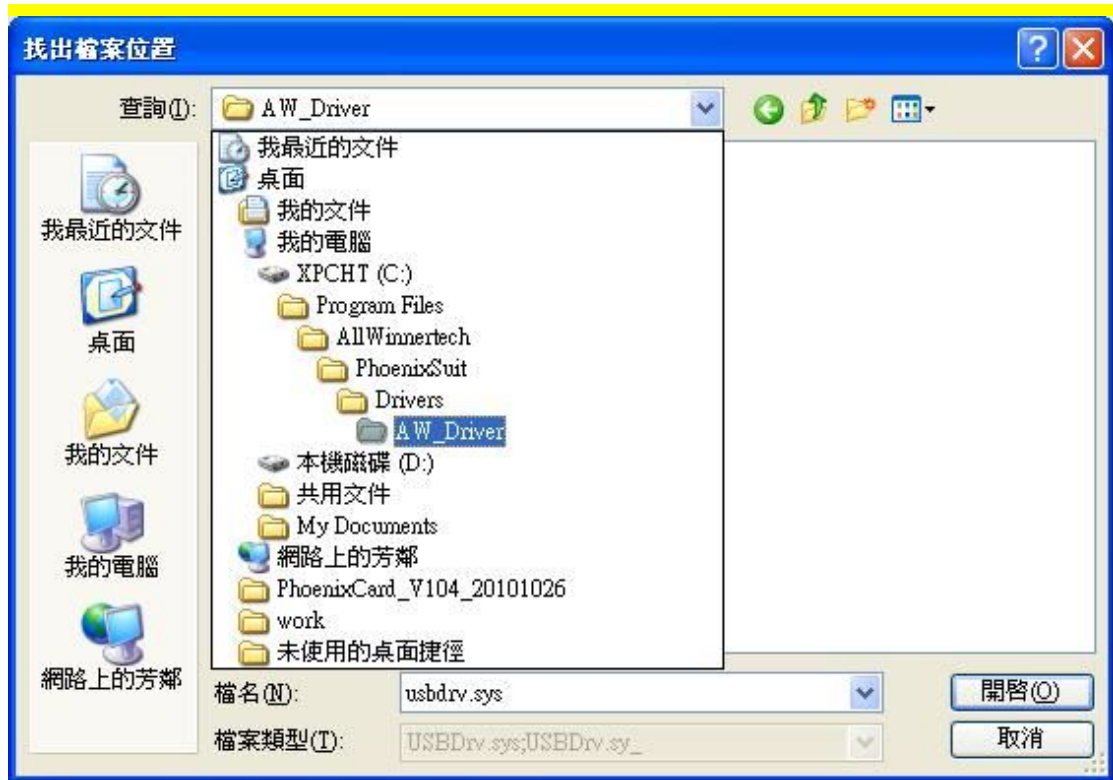 找出檔案位置
查詢(I): AW_Driver
我最近的文件
桌面
我的文件
我的電腦
XPCHT (C:)
Program Files
AllWinnertech
PhoenixSuit
Drivers
AW_Driver
本機磁碟 (D:)
共用文件
My Documents
網路上的芳鄰
PhoenixCard_V104_20101026
work
未使用的桌面捷徑
我最近的文件
桌面
我的文件
我的電腦
網路上的芳鄰
檔名(N): usbdrv.sys 開啓(O)
檔案類型(T): USBDrv.sys;USBDrv.sy_ 取消